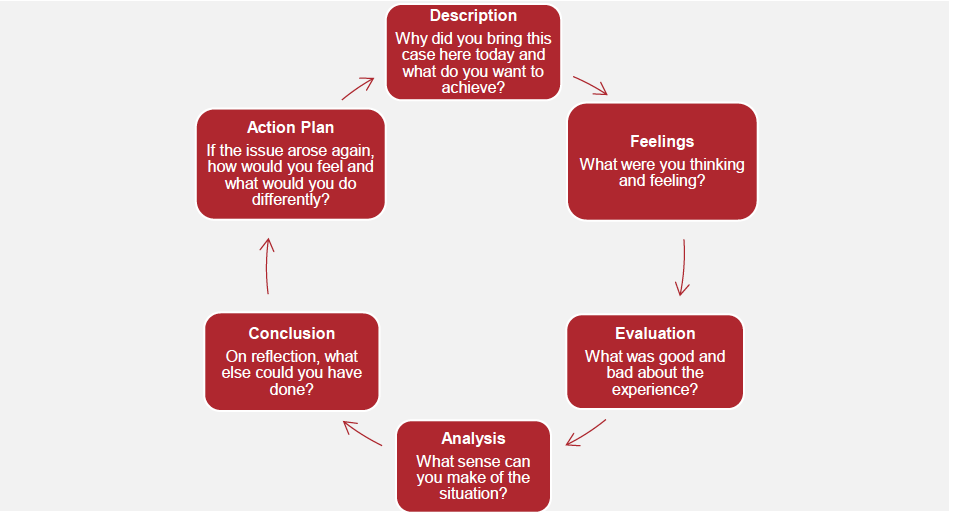 Description
Why did you bring this
case here today and
what do you want to
achieve?
Feelings
What were you thinking
and feeling?
Evaluation
What was good and
bad about the
experience?
Analysis
What sense can
you make of the
situation?
Conclusion
On reflection, what
else could you have
done?
Action Plan
If the issue arose again,
how would you feel and
what would you do
differently?